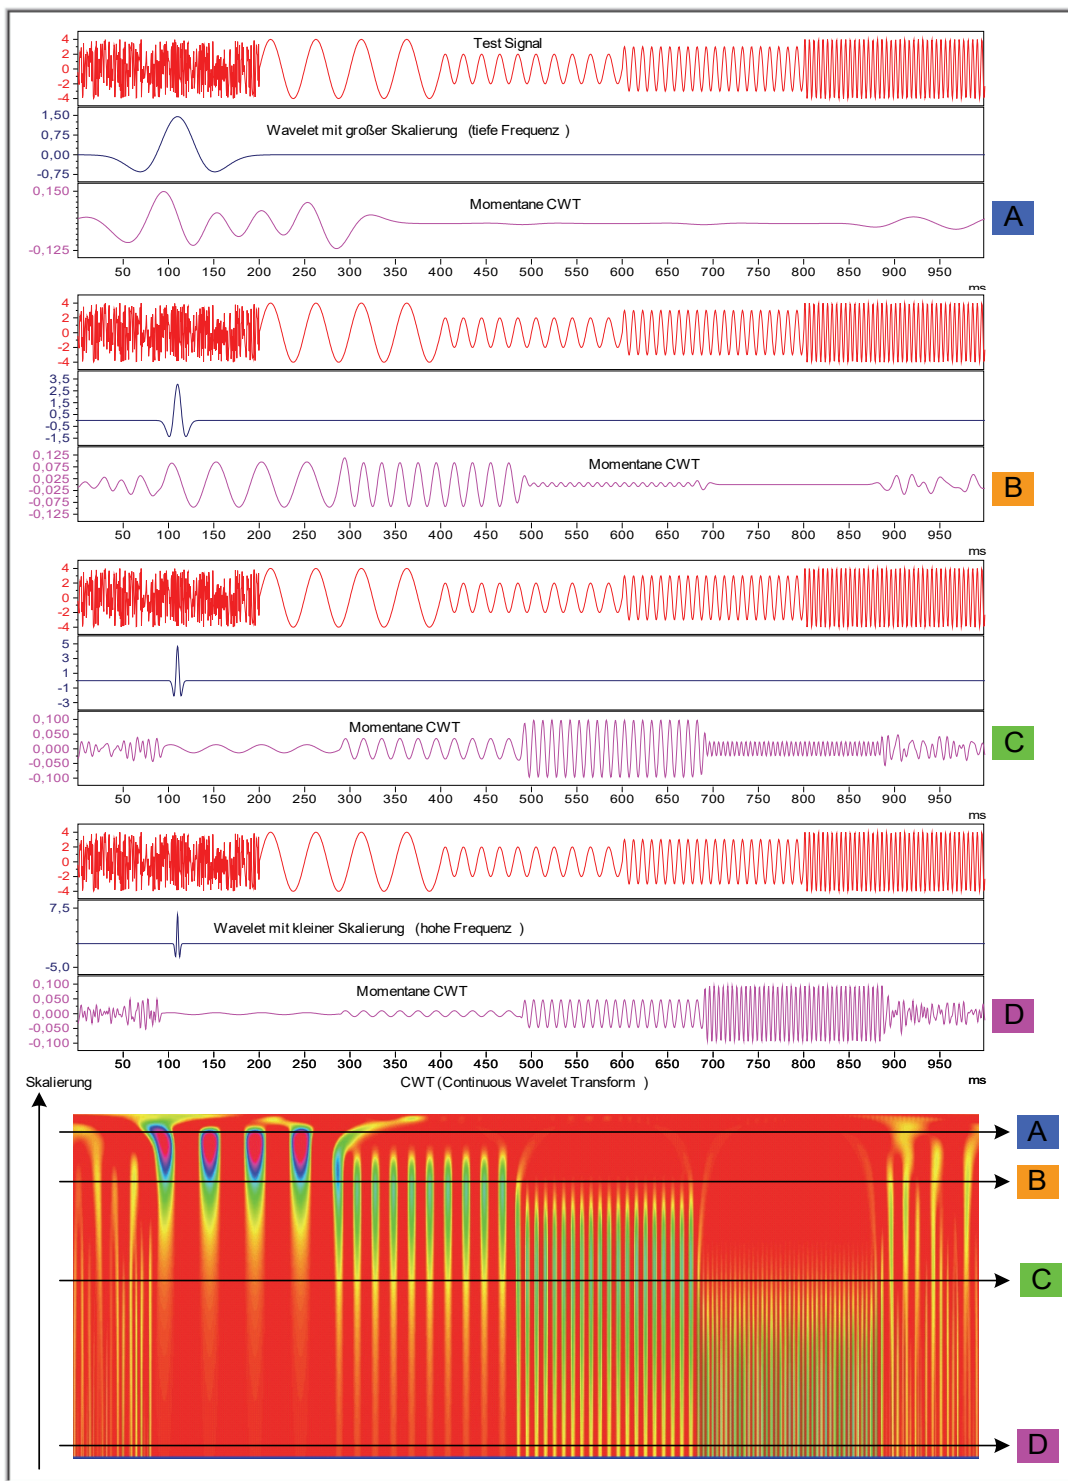 Test Signal
4
2
0
-2
-4
Wavelet mit großer Skalierung (tiefe Frequenz )
1,50
0,75
0,00
-0,75
Momentane CWT
0,150
-0,125
A
50 100 150 200 250 300 350 400 450 500 550 600 650 700 750 800 850 900 950
ms
4
2
0
-2
-4
3,5
2,5
1,5
0,5
-0,5
-1,5
Momentane CWT
0,125
0,075
0,025
-0,025
-0,075
-0,125
B
50 100 150 200 250 300 350 400 450 500 550 600 650 700 750 800 850 900 950
ms
4
2
0
-2
-4
5
3
1
-1
-3
Momentane CWT
0,100
0,050
0,000
-0,050
-0,100
C
50 100 150 200 250 300 350 400 450 500 550 600 650 700 750 800 850 900 950
ms
4
2
0
-2
-4
7,5
Wavelet mit kleiner Skalierung (hohe Frequenz )
-5,0
Momentane CWT
0,100
0,050
0,000
-0,050
-0,100
D
50 100 150 200 250 300 350 400 450 500 550 600 650 700 750 800 850 900 950
Skalierung
CWT (Continuous Wavelet Transform )
ms
A
B
C
D